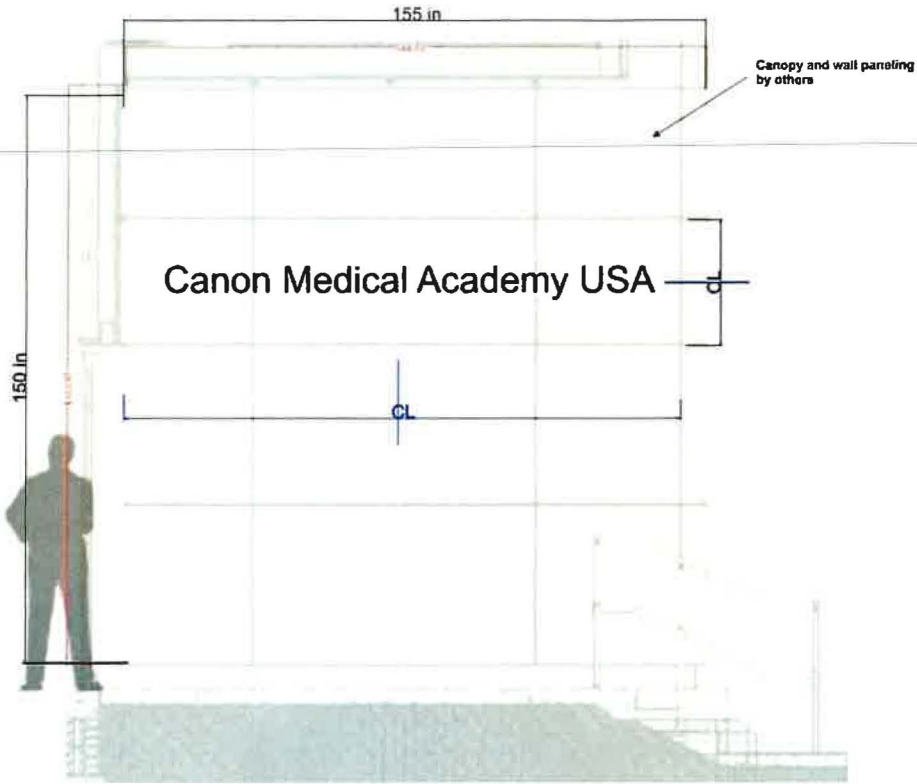 155 in
Canopy and wall paneling
by others
Canon Medical Academy USA
CL
150 in
CL